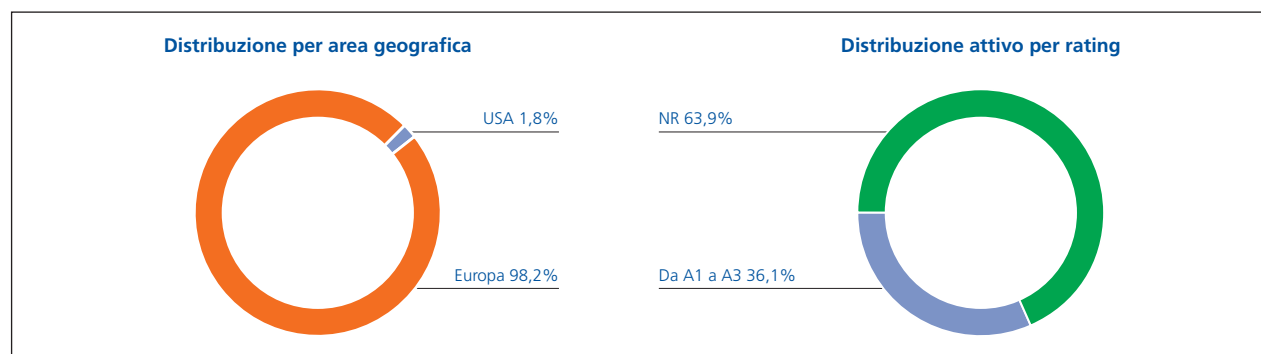 Distribuzione per area geografica
USA 1,8%
Europa 98,2%
Distribuzione attivo per rating
NR 63,9%
Da A1 a A3 36,1%